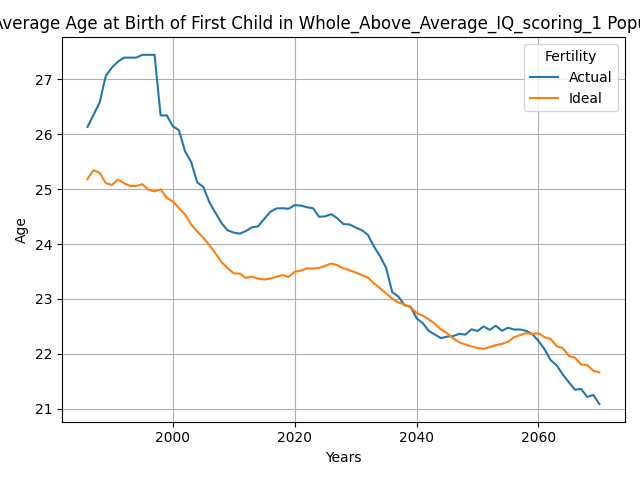 Average Age at Birth of First Child in Whole_Above_Average_IQ_scoring_1
Fertility
Actual
Ideal
27
26
25
24
23
22
21
Age
2000 2020 2040 2060
Years